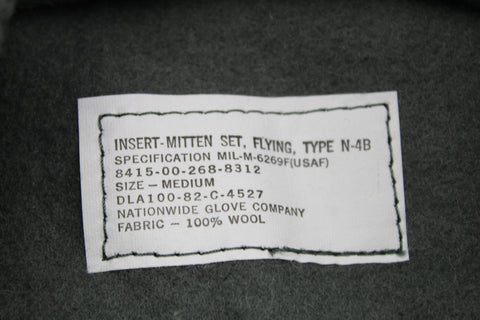 INSERT-MITTEN SET, FLYING, TYPE N-4B
SPECIFICATION MIL-M-6269F(USAF)
8415-00-268-8312
SIZE — MEDIUM
DLA100-82-C-4527
NATIONWIDE GLOVE COMPANY
FABRIC — 100% WOOL